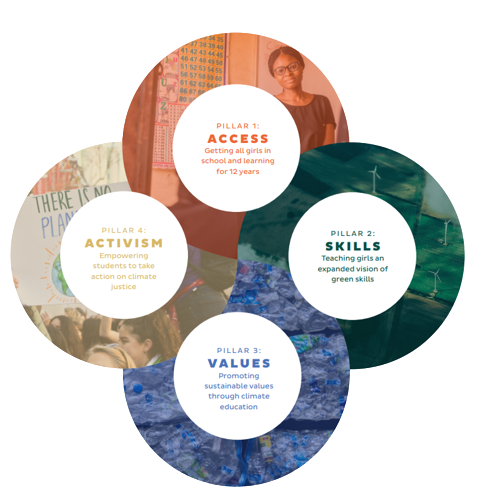 PILLAR 1:
ACCESS
Getting all girls in
school and learning
for 12 years
THERE IS NO
PLAN
PILLAR 4:
ACTIVISM
Empowering
students to take
action on climate
justice
PILLAR 2:
SKILLS
Teaching girls an
expanded vision of
green skills
PILLAR 3:
VALUES
Promoting
sustainable values
through climate
education